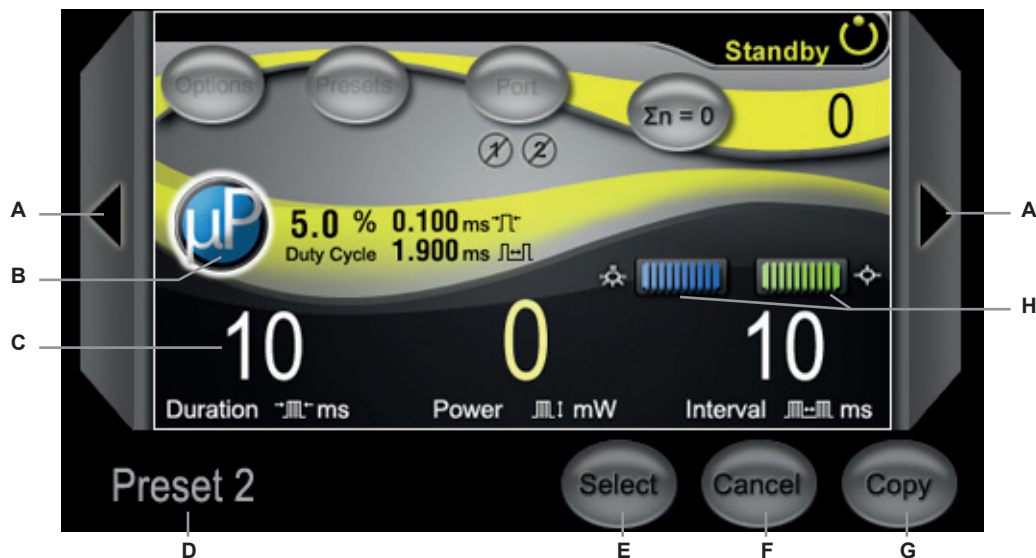 Standby
Options Presets Port Σn = 0 0
1 2
A A
µP 5.0 % 0.100 ms
Duty Cycle 1.900 ms
B
H
C 10 0 10
Duration ms Power mW Interval ms
Preset 2 Select Cancel Copy
D E F G